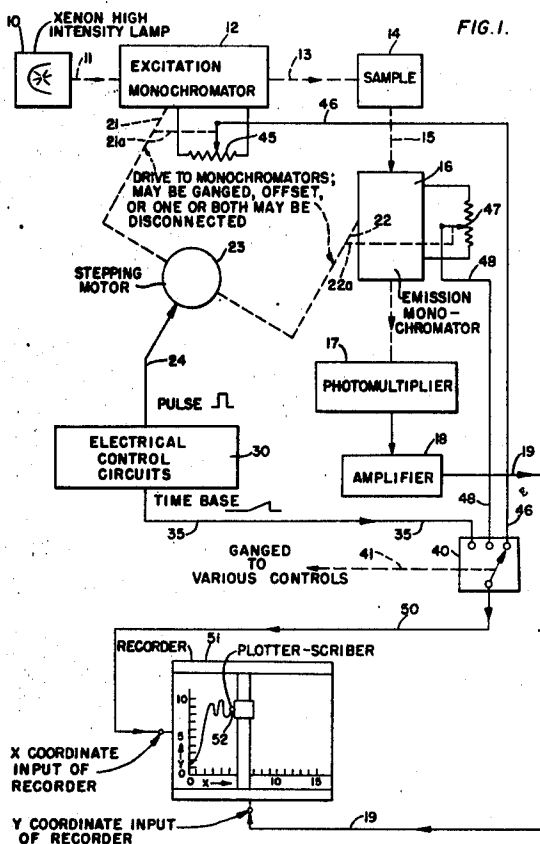 FIG.1.
10
XENON HIGH
INTENSITY LAMP
11
12
EXCITATION
MONOCHROMATOR
13
14
SAMPLE
15
21
21a
45
46
DRIVE TO MONOCHROMATORS;
MAY BE GANGED, OFFSET,
OR ONE OR BOTH MAY BE
DISCONNECTED
16
22
22a
47
48
EMISSION
MONO-
CHROMATOR
23
STEPPING
MOTOR
24
PULSE
17
PHOTOMULTIPLIER
18
AMPLIFIER
19
ELECTRICAL
CONTROL
CIRCUITS
30
TIME BASE
35
35
48
46
40
GANGED
TO
VARIOUS CONTROLS
41
50
RECORDER
51
PLOTTER-SCRIBER
52
10
5
Y
0
0
X
10
15
X COORDINATE
INPUT OF
RECORDER
Y COORDINATE INPUT
OF RECORDER
19